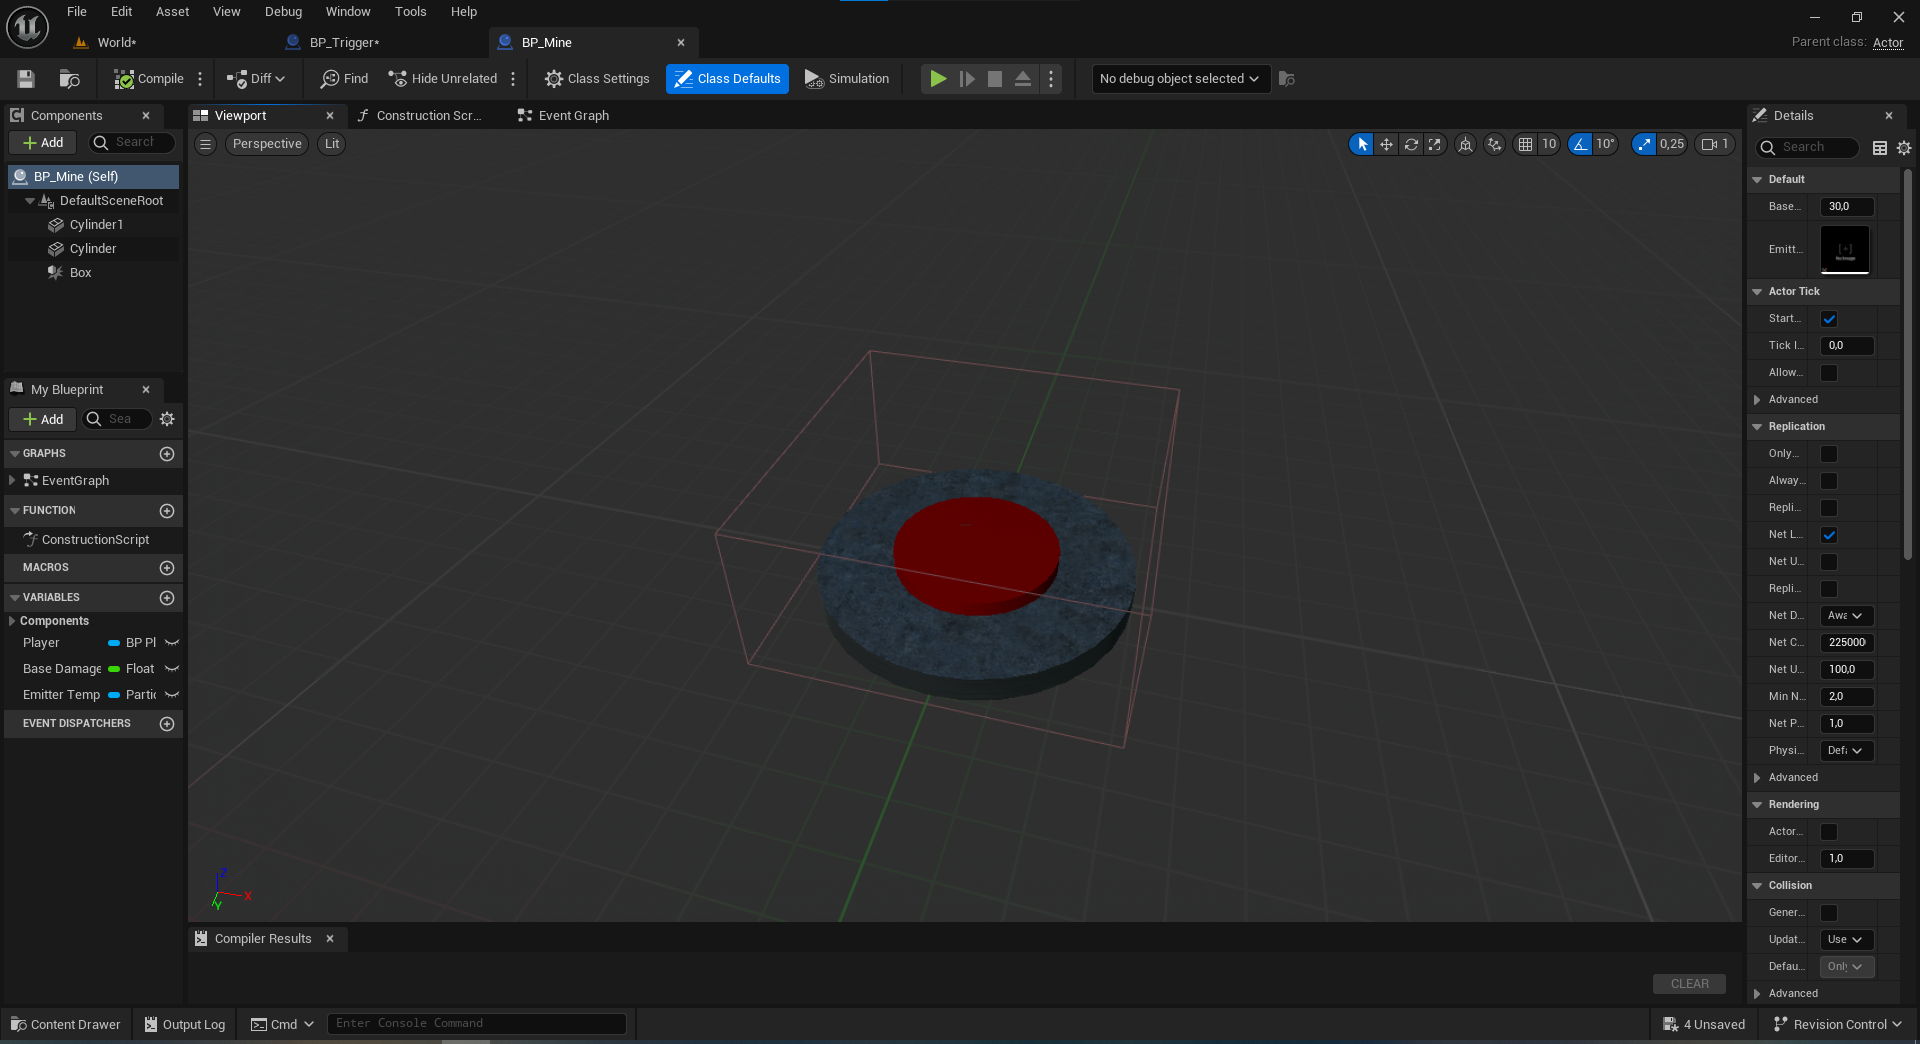 File Edit Asset View Debug Window Tools Help
World* BP_Trigger* BP_Mine
Parent class: Actor
Compile Diff Find Hide Unrelated Class Settings Class Defaults Simulation No debug object selected
Components Viewport Construction Scr... Event Graph Details
Add Search Perspective Lit 10 10° 0,25 1 Search
BP_Mine (Self)
DefaultSceneRoot
Cylinder1
Cylinder
Box
My Blueprint
Add Sea
GRAPHS
EventGraph
FUNCTION
ConstructionScript
MACROS
VARIABLES
Components
Player BP Pl
Base Damage Float
Emitter Temp Partic
EVENT DISPATCHERS
Z
X
Y
Default
Base... 30,0
Emitt...
Actor Tick
Start...
Tick I... 0,0
Allow...
Advanced
Replication
Only...
Alway...
Repli...
Net L...
Net U...
Repli...
Net D... Awa
Net C... 225000
Net U... 100,0
Min N... 2,0
Net P... 1,0
Physi... Def
Advanced
Rendering
Actor...
Editor... 1,0
Collision
Gener...
Updat... Use
Defau... Onl
Advanced
Compiler Results
CLEAR
Content Drawer Output Log Cmd Enter Console Command 4 Unsaved Revision Control